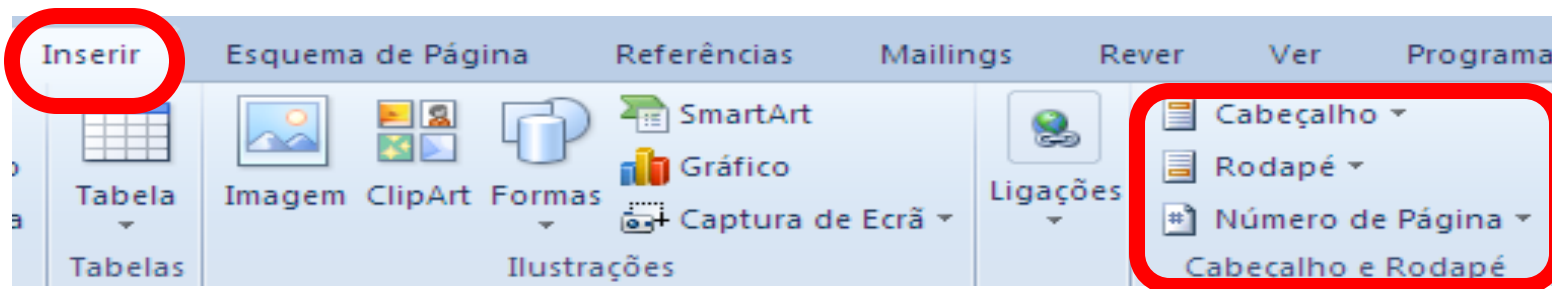 Inserir Esquema de Página Referências Mailings Rever Ver Programa
SmartArt
Gráfico
Captura de Ecrã
Tabela Imagem ClipArt Formas
Ligações
Cabeçalho
Rodapé
Número de Página
Tabelas Ilustrações Cabeçalho e Rodapé